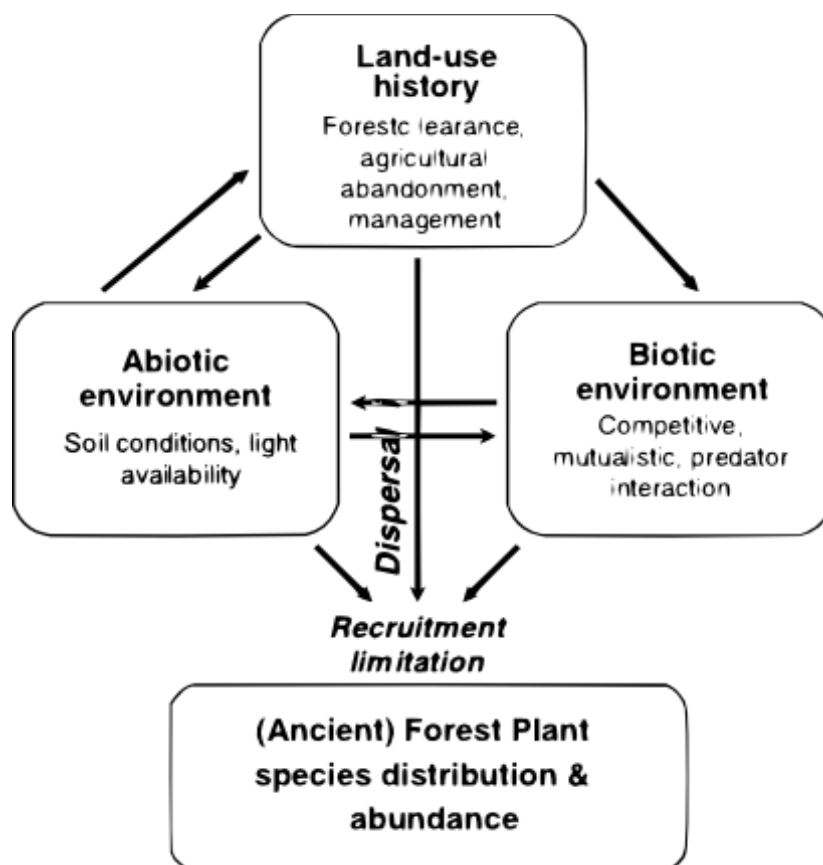 Land-use
history
Forestc learance,
agricultural
abandonment,
management
Abiotic
environment
Soil conditions, light
availability
Biotic
environment
Competitive,
mutualistic, predator
interaction
Dispersal
Recruitment
limitation
(Ancient) Forest Plant
species distribution &
abundance